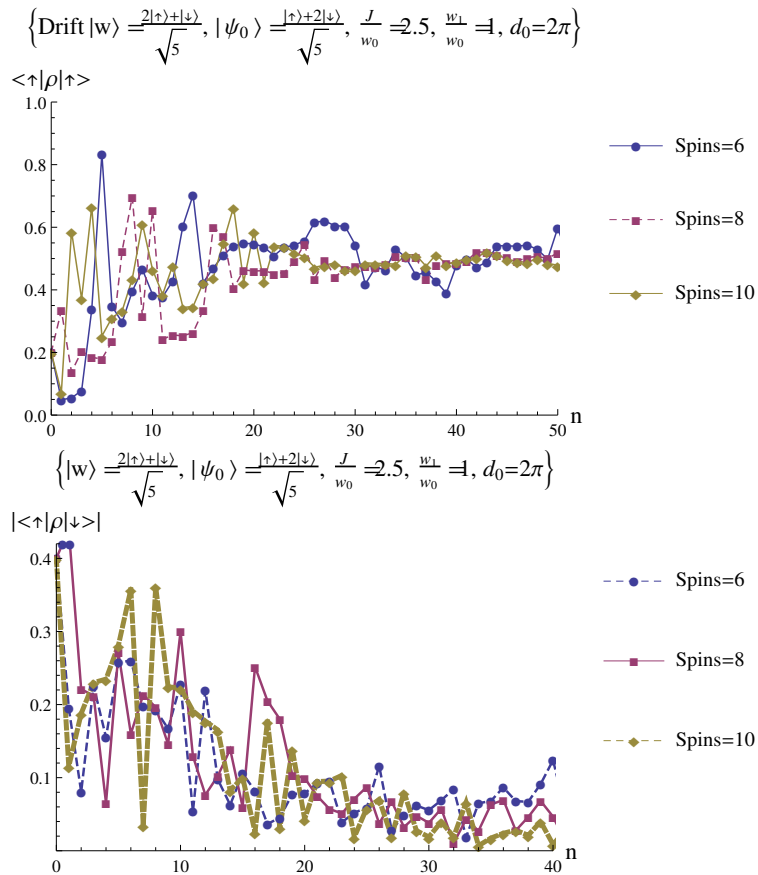 {Drift |w⟩ = 2|↑⟩+|↓⟩/√5, |ψ0⟩ = |↑⟩+2|↓⟩/√5, J/w0 = 2.5, w1/w0 = 1, d0=2π}
<↑|ρ|↑>
1.0
0.8
0.6
0.4
0.2
0.0
0 10 20 30 40 50 n
Spins=6
Spins=8
Spins=10
{|w⟩ = 2|↑⟩+|↓⟩/√5, |ψ0⟩ = |↑⟩+2|↓⟩/√5, J/w0 = 2.5, w1/w0 = 1, d0=2π}
|<↑|ρ|↓>|
0.4
0.3
0.2
0.1
0
0 10 20 30 40 n
Spins=6
Spins=8
Spins=10